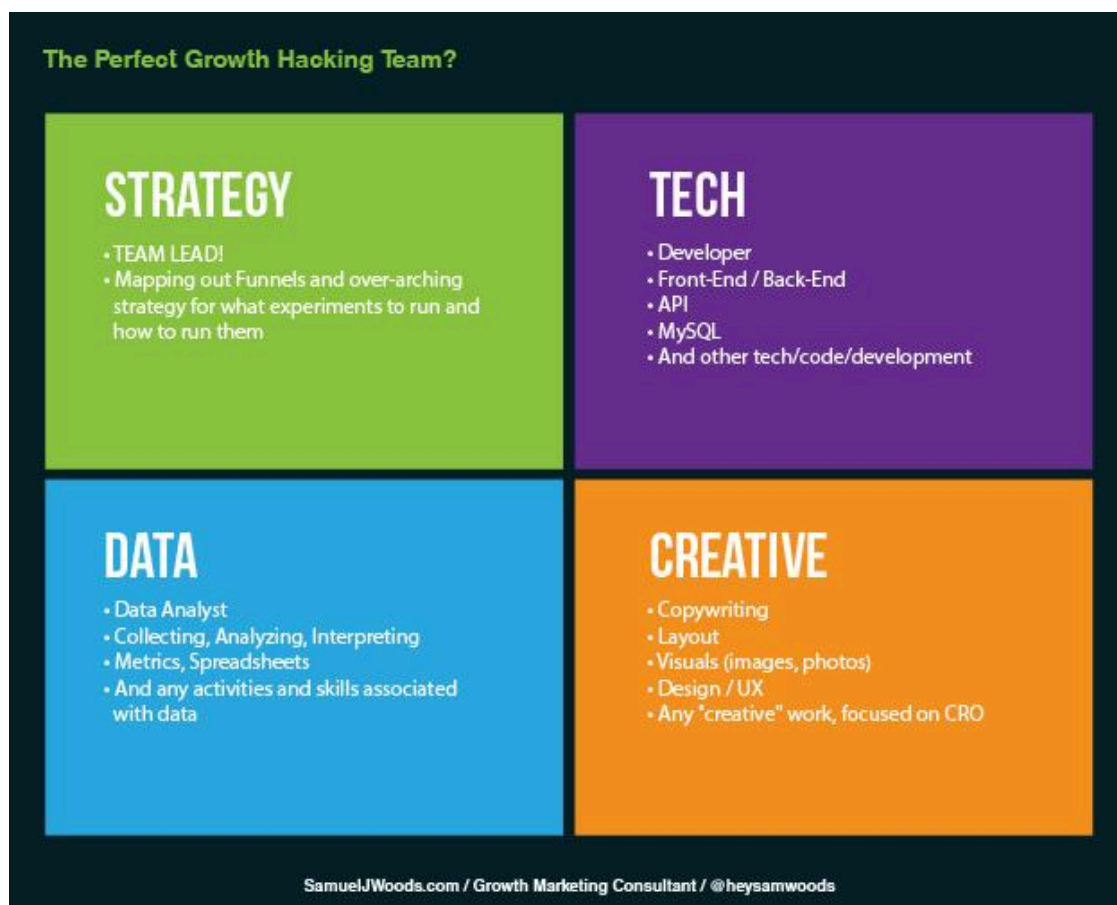 The Perfect Growth Hacking Team?
STRATEGY
• TEAM LEAD!
• Mapping out Funnels and over-arching
strategy for what experiments to run and
how to run them
TECH
• Developer
• Front-End / Back-End
• API
• MySQL
• And other tech/code/development
DATA
• Data Analyst
• Collecting, Analyzing, Interpreting
• Metrics, Spreadsheets
• And any activities and skills associated
with data
CREATIVE
• Copywriting
• Layout
• Visuals (images, photos)
• Design / UX
• Any "creative" work, focused on CRO
SamuelJWoods.com / Growth Marketing Consultant / @heysamwoods